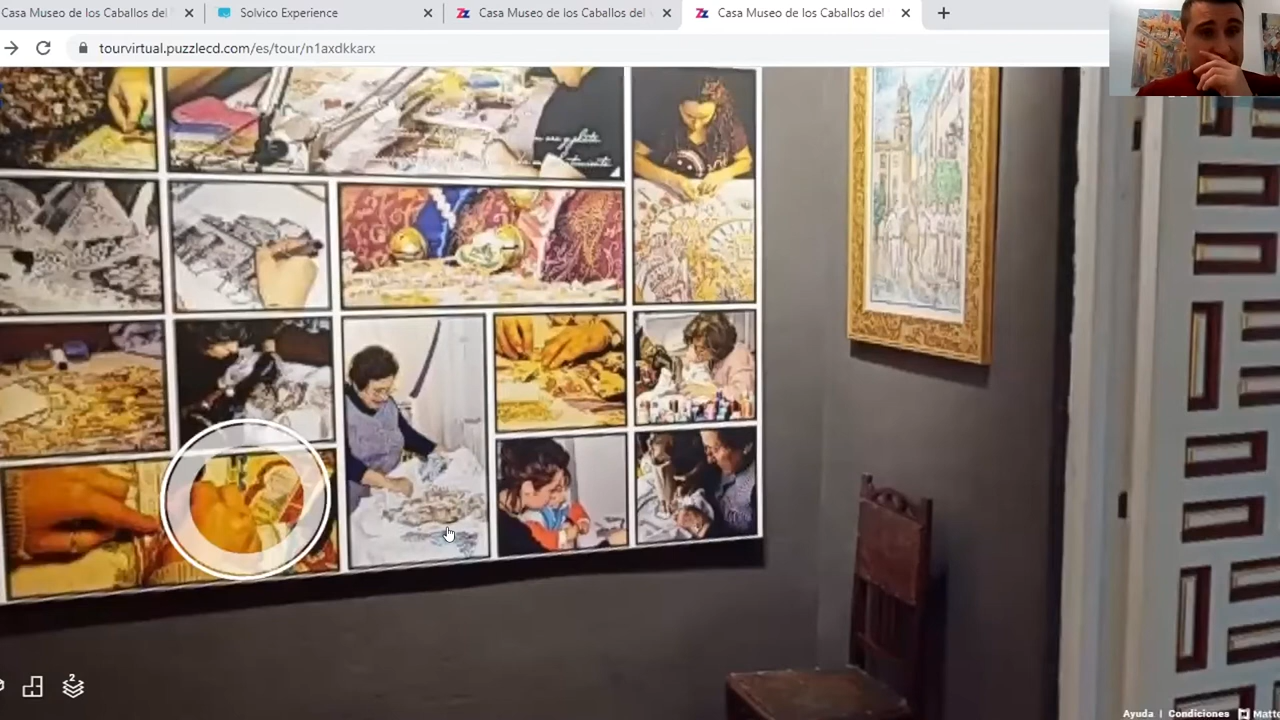 Casa Museo de los Caballos del
Solvico Experience
Casa Museo de los Caballos del
Casa Museo de los Caballos del
tourvirtual.puzzlecd.com/es/tour/n1axdkkarx
2
Ayuda | Condiciones